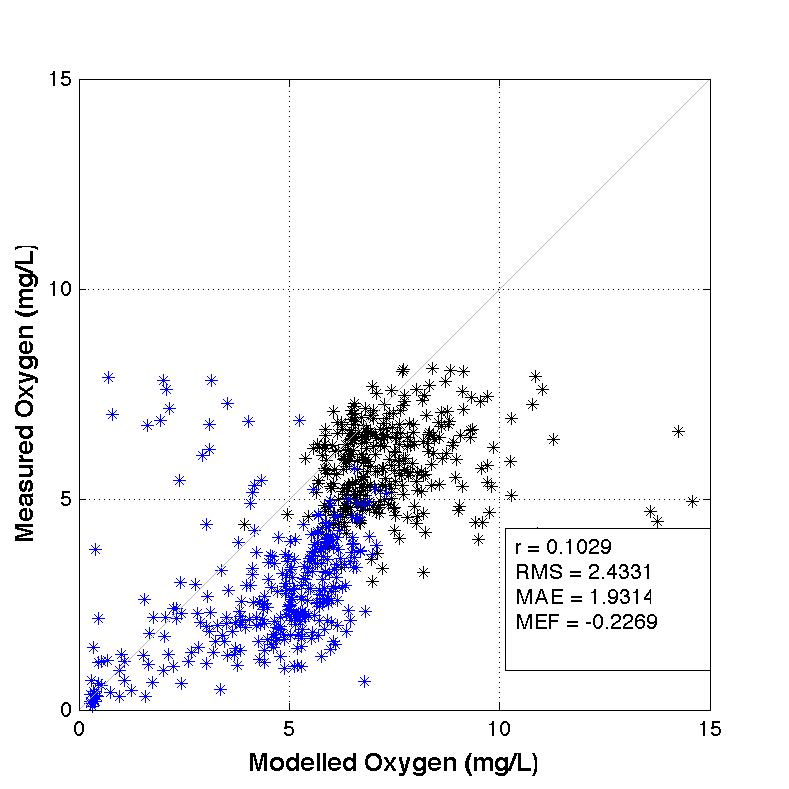 15
10
5
0
Measured Oxygen (mg/L)
r = 0.1029
RMS = 2.4331
MAE = 1.9314
MEF = -0.2269
0 5 10 15
Modelled Oxygen (mg/L)